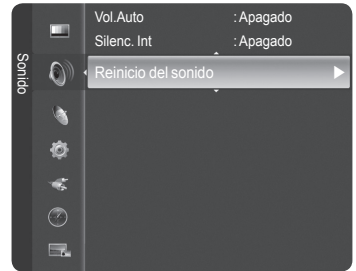 Sonido
Vol.Auto : Apagado
Silenc. Int : Apagado
Reinicio del sonido